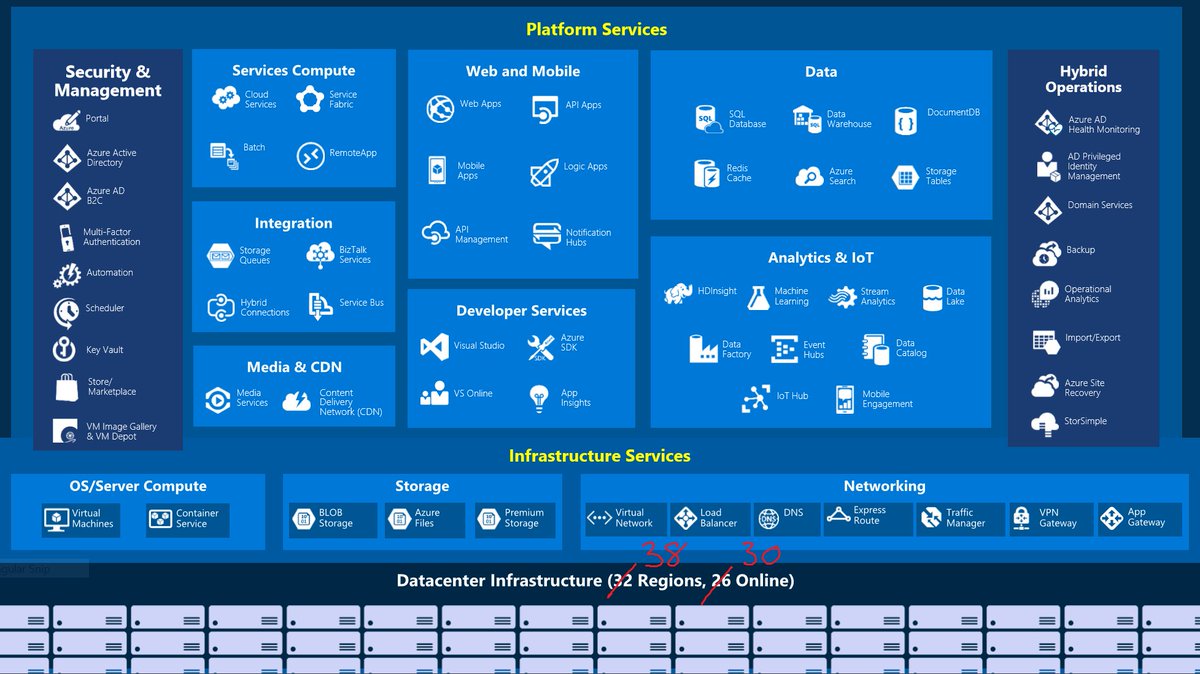 Platform Services
Security &
Management
Portal
Azure
Azure Active
Directory
Azure AD
B2C
Multi-Factor
Authentication
Automation
Scheduler
Key Vault
Store/
Marketplace
VM Image Gallery
& VM Depot
Services Compute
Cloud
Services
Service
Fabric
Batch
RemoteApp
Integration
Storage
Queues
BizTalk
Services
Hybrid
Connections
Service Bus
Media & CDN
Media
Services
Content
Delivery
Network (CDN)
Web and Mobile
Web Apps
API Apps
Mobile
Apps
Logic Apps
API
Management
Notification
Hubs
Developer Services
Visual Studio
SDK
Azure
SDK
VS Online
App
Insights
Data
SQL
SQL
Database
SQL
Data
Warehouse
{ }
DocumentDB
Redis
Cache
Azure
Search
Storage
Tables
Analytics & IoT
HDInsight
Machine
Learning
Stream
Analytics
Data
Lake
Data
Factory
Event
Hubs
Data
Catalog
IoT Hub
Mobile
Engagement
Hybrid
Operations
Azure AD
Health Monitoring
AD Privileged
Identity
Management
Domain Services
Backup
Operational
Analytics
Import/Export
Azure Site
Recovery
StorSimple
Infrastructure Services
OS/Server Compute
Virtual
Machines
Container
Service
Storage
BLOB
Storage
Azure
Files
Premium
Storage
Networking
Virtual
Network
Load
Balancer
DNS
DNS
Express
Route
Traffic
Manager
VPN
Gateway
App
Gateway
38 30
Datacenter Infrastructure (32 Regions, 26 Online)